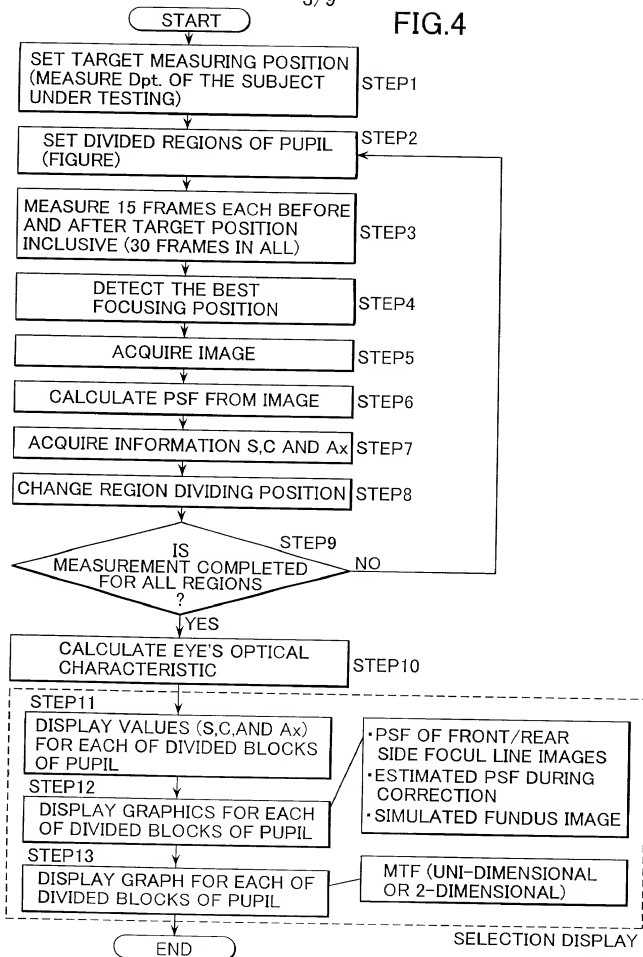 3/9
FIG.4
START
SET TARGET MEASURING POSITION
(MEASURE Dpt. OF THE SUBJECT
UNDER TESTING)
STEP1
STEP2
SET DIVIDED REGIONS OF PUPIL
(FIGURE)
MEASURE 15 FRAMES EACH BEFORE
AND AFTER TARGET POSITION
INCLUSIVE (30 FRAMES IN ALL)
STEP3
DETECT THE BEST
FOCUSING POSITION
STEP4
ACQUIRE IMAGE
STEP5
CALCULATE PSF FROM IMAGE
STEP6
ACQUIRE INFORMATION S,C AND Ax
STEP7
CHANGE REGION DIVIDING POSITION
STEP8
STEP9
IS
MEASUREMENT COMPLETED
FOR ALL REGIONS
?
NO
YES
CALCULATE EYE'S OPTICAL
CHARACTERISTIC
STEP10
STEP11
DISPLAY VALUES (S,C,AND Ax)
FOR EACH OF DIVIDED BLOCKS
OF PUPIL
・PSF OF FRONT/REAR
SIDE FOCUL LINE IMAGES
・ESTIMATED PSF DURING
CORRECTION
・SIMULATED FUNDUS IMAGE
STEP12
DISPLAY GRAPHICS FOR EACH
OF DIVIDED BLOCKS OF PUPIL
STEP13
DISPLAY GRAPH FOR EACH OF
DIVIDED BLOCKS OF PUPIL
MTF (UNI-DIMENSIONAL
OR 2-DIMENSIONAL)
SELECTION DISPLAY
END